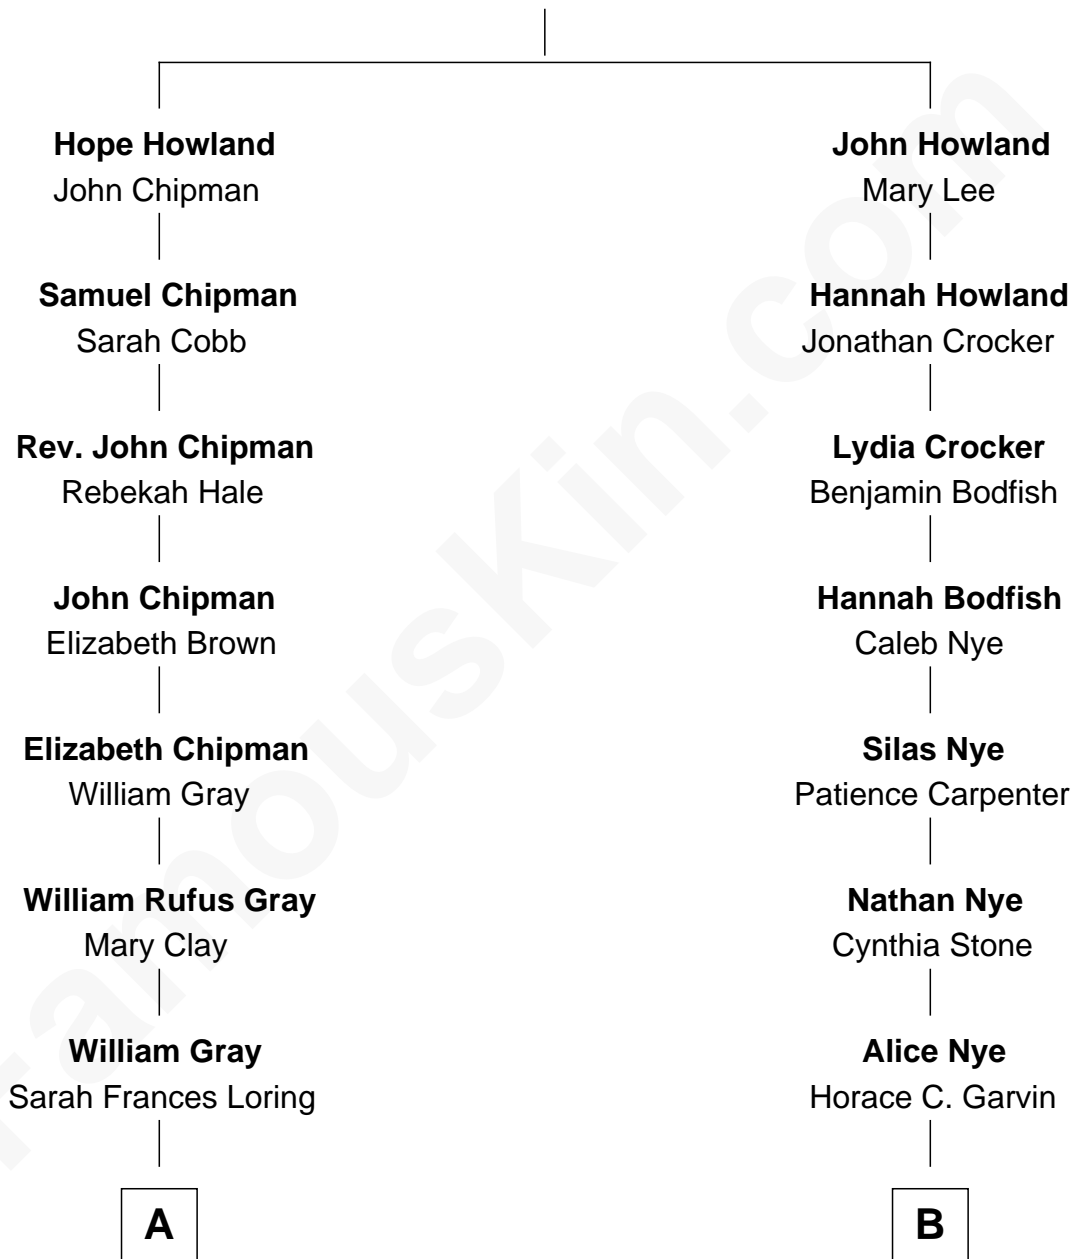 Hope Howland
John Chipman
John Howland
Mary Lee
Samuel Chipman
Sarah Cobb
Hannah Howland
Jonathan Crocker
Rev. John Chipman
Rebekah Hale
Lydia Crocker
Benjamin Bodfish
John Chipman
Elizabeth Brown
Hannah Bodfish
Caleb Nye
Elizabeth Chipman
William Gray
Silas Nye
Patience Carpenter
William Rufus Gray
Mary Clay
Nathan Nye
Cynthia Stone
William Gray
Sarah Frances Loring
Alice Nye
Horace C. Garvin
A
B
FamousKin.com